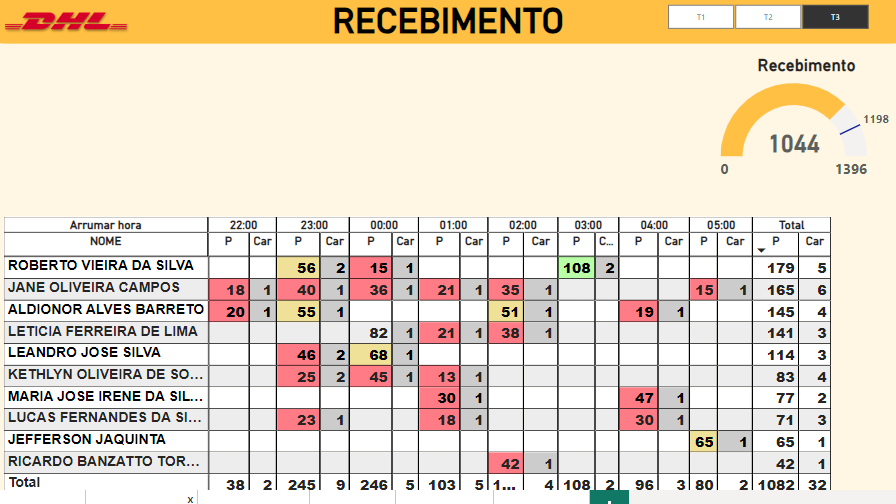 DHL RECEBIMENTO T1 T2 T3
Recebimento
1198
1044
0 1396
Arrumar hora 22:00 23:00 00:00 01:00 02:00 03:00 04:00 05:00 Total
NOME P Car P Car P Car P Car P Car P C... P Car P Car P Car
ROBERTO VIEIRA DA SILVA 56 2 15 1 108 2 179 5
JANE OLIVEIRA CAMPOS 18 1 40 1 36 1 21 1 35 1 15 1 165 6
ALDIONOR ALVES BARRETO 20 1 55 1 51 1 19 1 145 4
LETICIA FERREIRA DE LIMA 82 1 21 1 38 1 141 3
LEANDRO JOSE SILVA 46 2 68 1 114 3
KETHLYN OLIVEIRA DE SO... 25 2 45 1 13 1 83 4
MARIA JOSE IRENE DA SIL... 30 1 47 1 77 2
LUCAS FERNANDES DA SI... 23 1 18 1 30 1 71 3
JEFFERSON JAQUINTA 65 1 65 1
RICARDO BANZATTO TOR... 42 1 42 1
Total 38 2 245 9 246 5 103 5 1... 4 108 2 96 3 80 2 1082 32
x